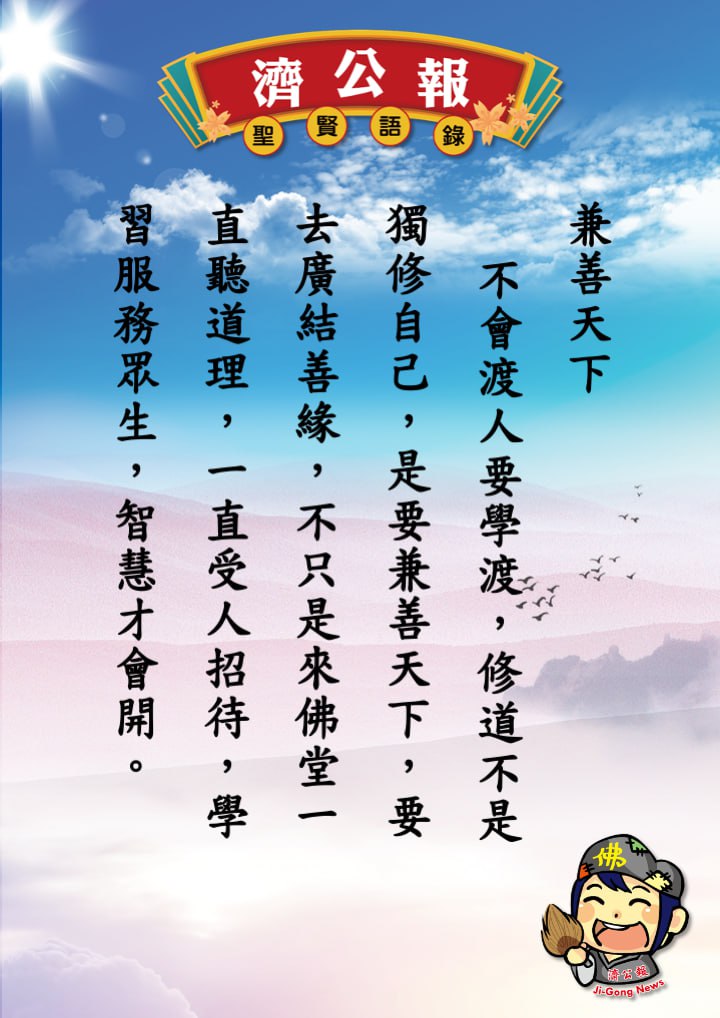 濟公報
聖賢語錄
兼善天下
不會渡人要學渡，修道不是
獨修自己，是要兼善天下，要
去廣結善緣，不只是來佛堂一
直聽道理，一直受人招待，學
習服務眾生，智慧才會開。
佛
濟公報
Ji-Gong News